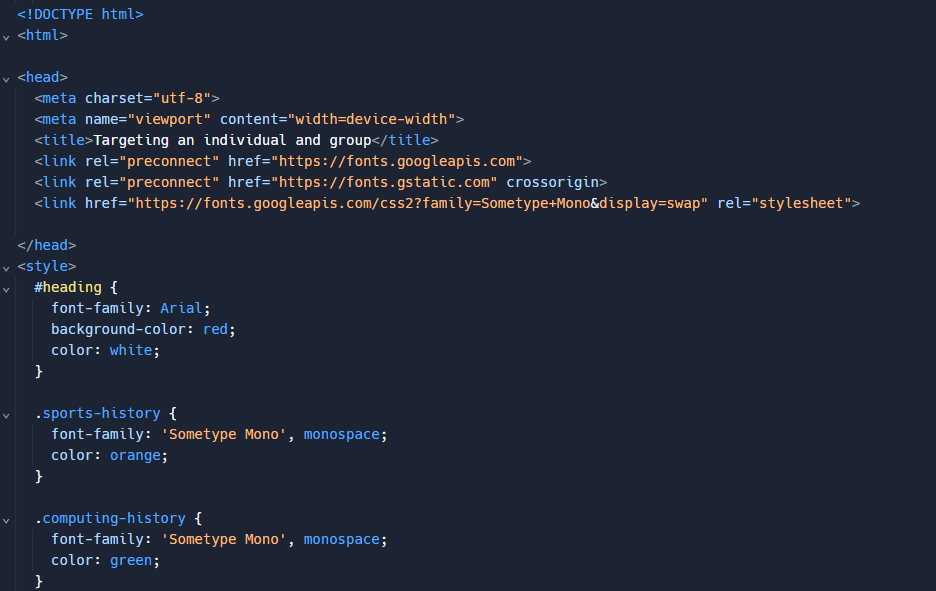 <!DOCTYPE html>
<html>
<head>
<meta charset="utf-8">
<meta name="viewport" content="width=device-width">
<title>Targeting an individual and group</title>
<link rel="preconnect" href="https://fonts.googleapis.com">
<link rel="preconnect" href="https://fonts.gstatic.com" crossorigin>
<link href="https://fonts.googleapis.com/css2?family=Sometype+Mono&display=swap" rel="stylesheet">
</head>
<style>
#heading {
font-family: Arial;
background-color: red;
color: white;
}
.sports-history {
font-family: 'Sometype Mono', monospace;
color: orange;
}
.computing-history {
font-family: 'Sometype Mono', monospace;
color: green;
}